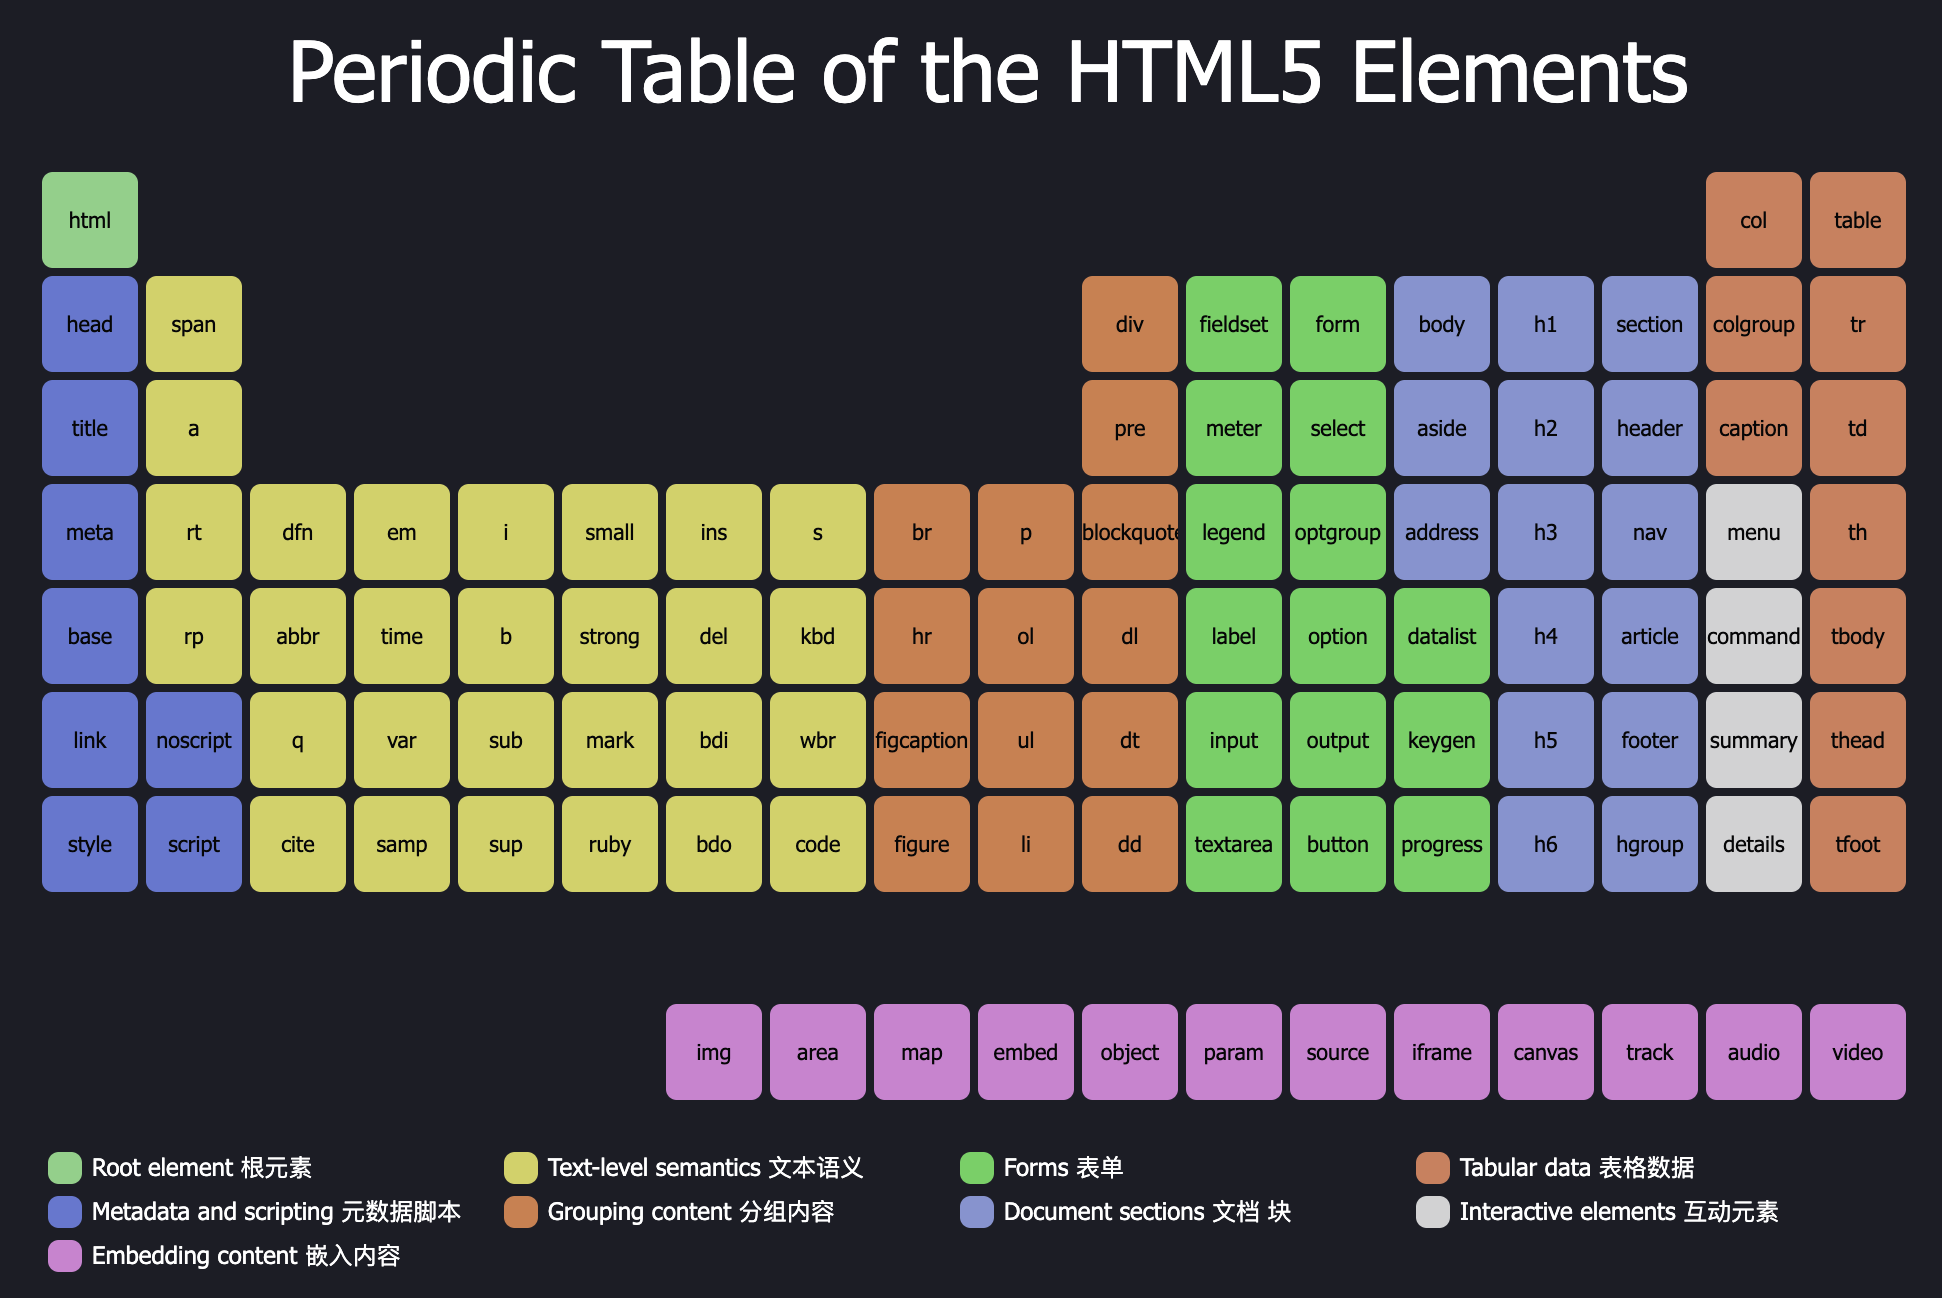 Periodic Table of the HTML5 Elements
html col table
head span div fieldset form body h1 section colgroup tr
title a pre meter select aside h2 header caption td
meta rt dfn em i small ins s br p blockquote legend optgroup address h3 nav menu th
base rp abbr time b strong del kbd hr ol dl label option datalist h4 article command tbody
link noscript q var sub mark bdi wbr figcaption ul dt input output keygen h5 footer summary thead
style script cite samp sup ruby bdo code figure li dd textarea button progress h6 hgroup details tfoot
img area map embed object param source iframe canvas track audio video
Root element 根元素 Text-level semantics 文本语义 Forms 表单 Tabular data 表格数据
Metadata and scripting 元数据脚本 Grouping content 分组内容 Document sections 文档 块 Interactive elements 互动元素
Embedding content 嵌入内容